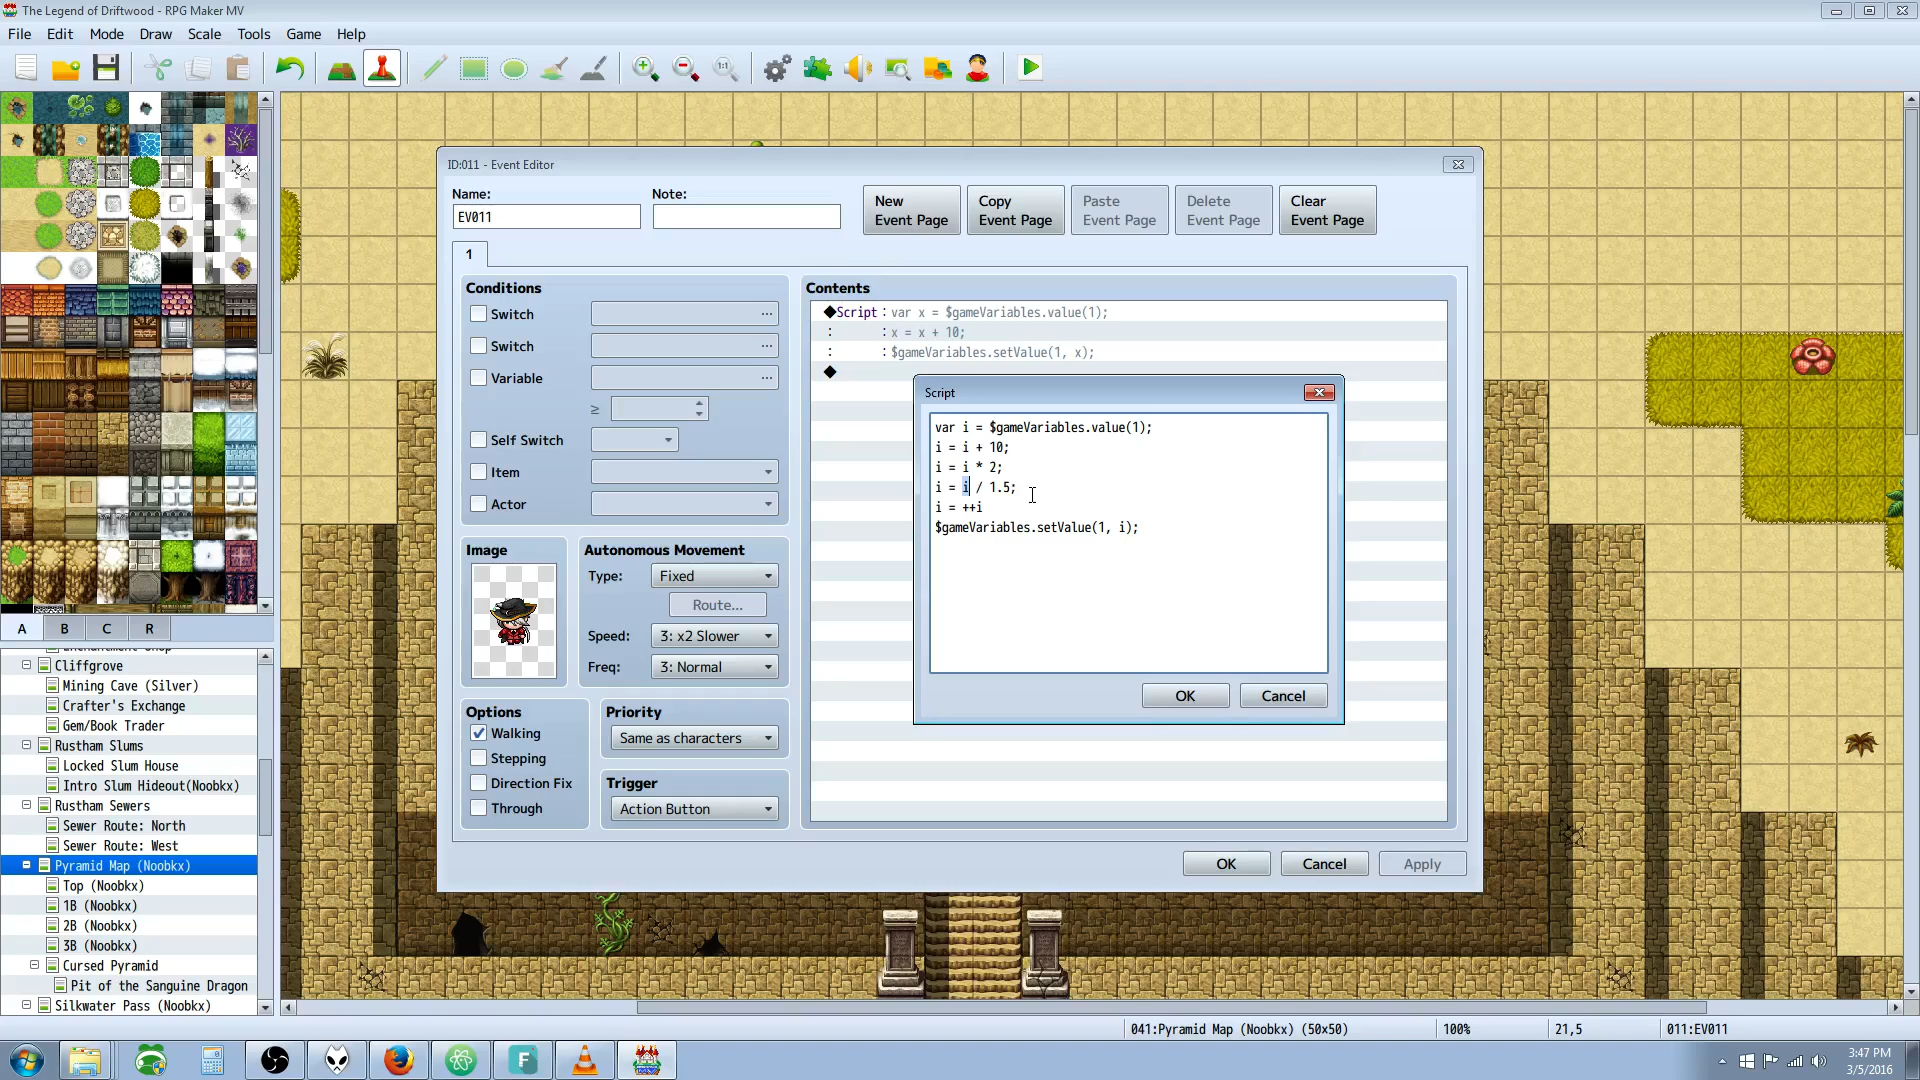 The Legend of Driftwood - RPG Maker MV
File Edit Mode Draw Scale Tools Game Help
1:1
ID:011 - Event Editor
Name: Note:
EV011
New Event Page
Copy Event Page
Paste Event Page
Delete Event Page
Clear Event Page
1
Conditions
Switch ...
Switch ...
Variable ...
≥
Self Switch
Item
Actor
Image
Autonomous Movement
Type: Fixed
Route...
Speed: 3: x2 Slower
Freq: 3: Normal
Options
Walking
Stepping
Direction Fix
Through
Priority
Same as characters
Trigger
Action Button
Contents
◆Script：var x = $gameVariables.value(1);
: :x = x + 10;
: :$gameVariables.setValue(1, x);
◆
Script
var i = $gameVariables.value(1);
i = i + 10;
i = i * 2;
i = i / 1.5;
i = ++i
$gameVariables.setValue(1, i);
OK Cancel
OK Cancel Apply
A B C R
Cliffgrove
Mining Cave (Silver)
Crafter's Exchange
Gem/Book Trader
Rustham Slums
Locked Slum House
Intro Slum Hideout(Noobkx)
Rustham Sewers
Sewer Route: North
Sewer Route: West
Pyramid Map (Noobkx)
Top (Noobkx)
1B (Noobkx)
2B (Noobkx)
3B (Noobkx)
Cursed Pyramid
Pit of the Sanguine Dragon
Silkwater Pass (Noobkx)
041:Pyramid Map (Noobkx) (50×50) 100% 21,5 011:EV011
F
3:47 PM
3/5/2016